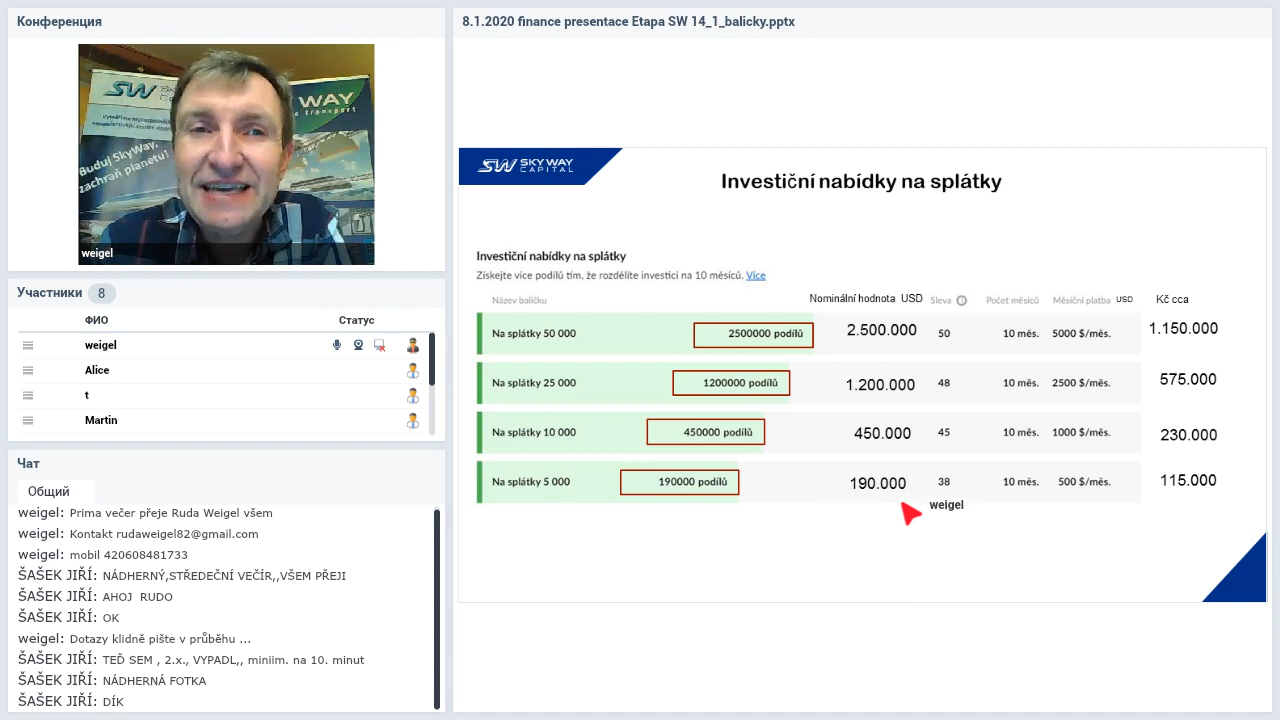 Конференция
SW
WAY
Buduj SkyWay,
zachraň planetu!
weigel
Участники 8
ФИО Статус
weigel
Alice
t
Martin
Чат
Общий
weigel: Prima večer přeje Ruda Weigel všem
weigel: Kontakt rudaweigel82@gmail.com
weigel: mobil 420608481733
ŠAŠEK JIŘÍ: NÁDHERNÝ,STŘEDEČNÍ VEČÍR,,VŠEM PŘEJI
ŠAŠEK JIŘÍ: AHOJ RUDO
ŠAŠEK JIŘÍ: OK
weigel: Dotazy klidně pište v průběhu ...
ŠAŠEK JIŘÍ: TEĎ SEM , 2.x., VYPADL,, miniim. na 10. minut
ŠAŠEK JIŘÍ: NÁDHERNÁ FOTKA
ŠAŠEK JIŘÍ: DÍK
8.1.2020 finance presentace Etapa SW 14_1_balicky.pptx
SW SKY WAY
CAPITAL
Investiční nabídky na splátky
Investiční nabídky na splátky
Získejte více podílů tím, že rozdělíte investici na 10 měsíců. Více
Název balíčku Nominální hodnota USD Sleva Počet měsíců Měsíční platba USD Kč cca
Na splátky 50 000 2500000 podílů 2.500.000 50 10 měs. 5000 $/měs. 1.150.000
Na splátky 25 000 1200000 podílů 1.200.000 48 10 měs. 2500 $/měs. 575.000
Na splátky 10 000 450000 podílů 450.000 45 10 měs. 1000 $/měs. 230.000
Na splátky 5 000 190000 podílů 190.000 38 10 měs. 500 $/měs. 115.000
weigel